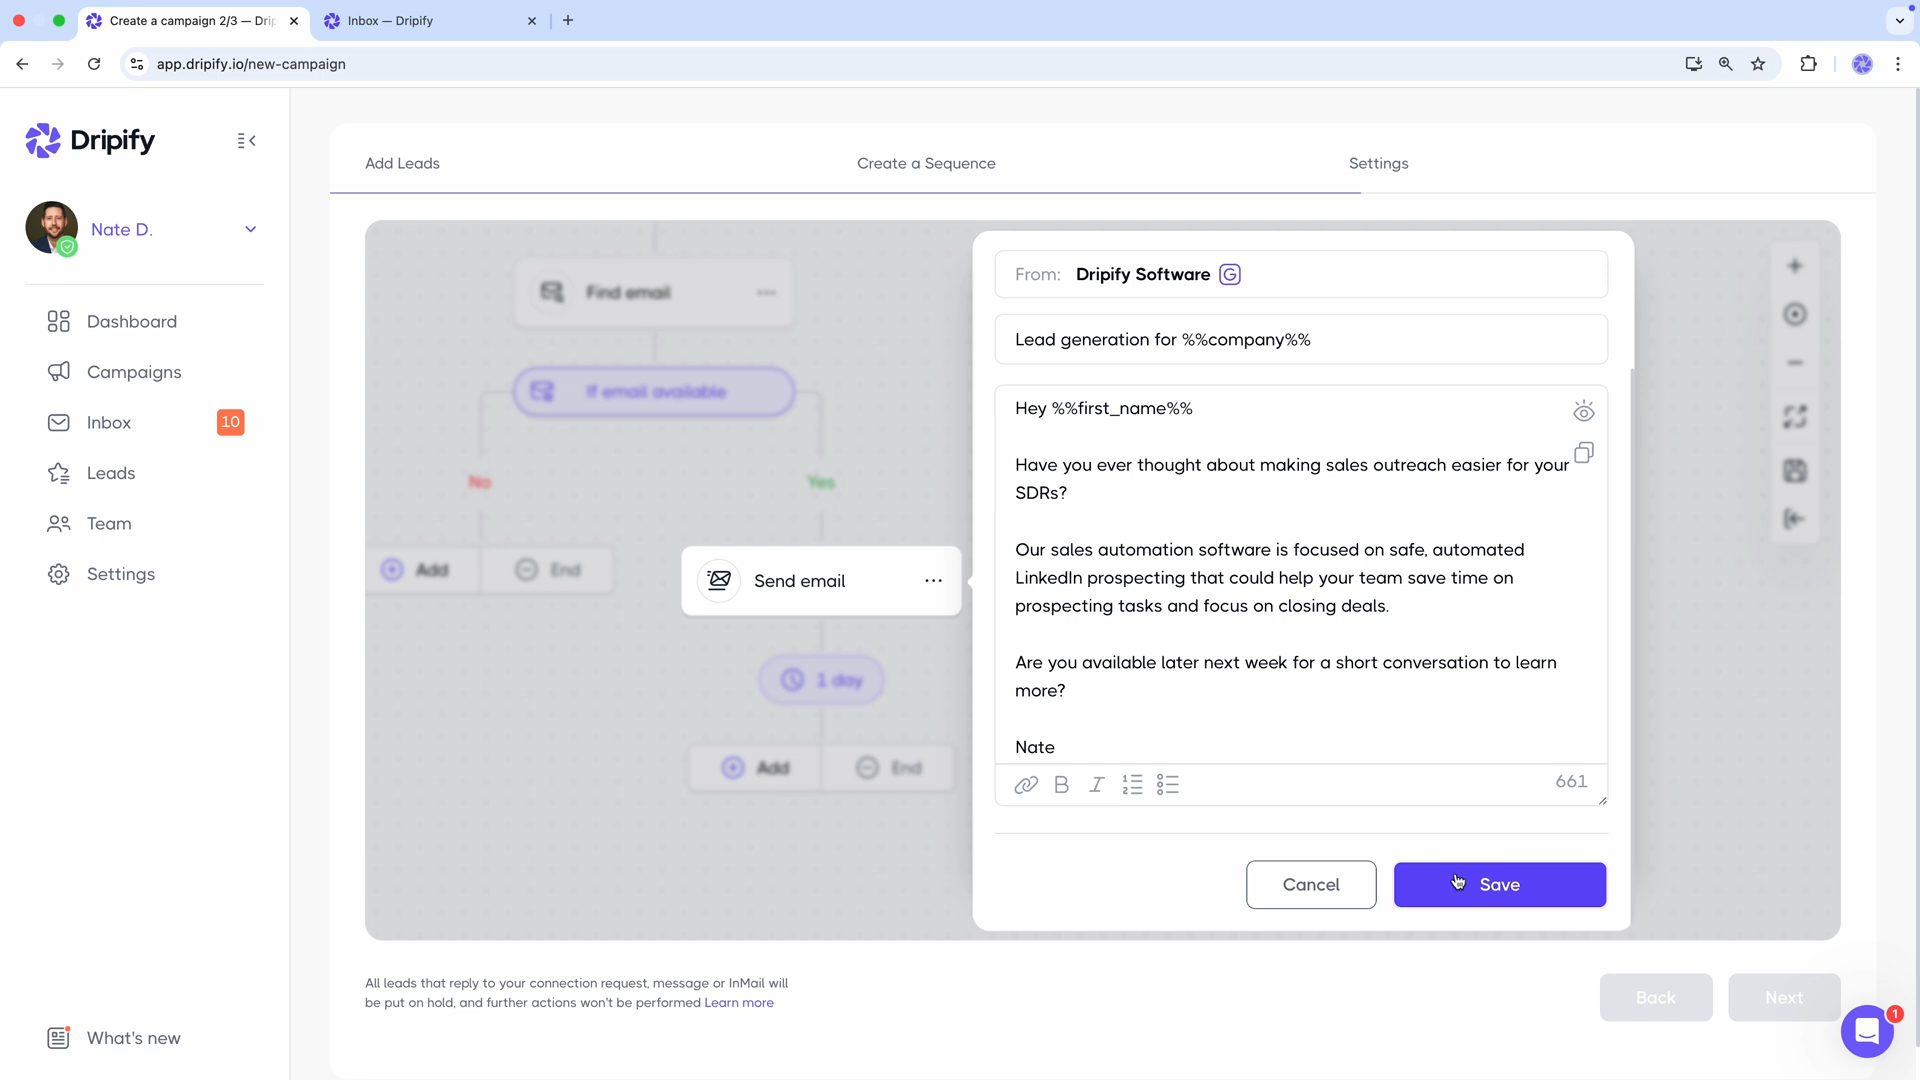 Create a campaign 2/3 — Drip
Inbox — Dripify
app.dripify.io/new-campaign
Dripify
Nate D.
Dashboard
Campaigns
Inbox
10
Leads
Team
Settings
What's new
Add Leads
Create a Sequence
Settings
Find email
If email available
No
Yes
Add
End
Send email
1 day
Add
End
From: Dripify Software
Lead generation for %%company%%
Hey %%first_name%%
Have you ever thought about making sales outreach easier for your
SDRs?
Our sales automation software is focused on safe, automated
LinkedIn prospecting that could help your team save time on
prospecting tasks and focus on closing deals.
Are you available later next week for a short conversation to learn
more?
Nate
B I
661
Cancel
Save
All leads that reply to your connection request, message or InMail will
be put on hold, and further actions won't be performed Learn more
Back
Next
1